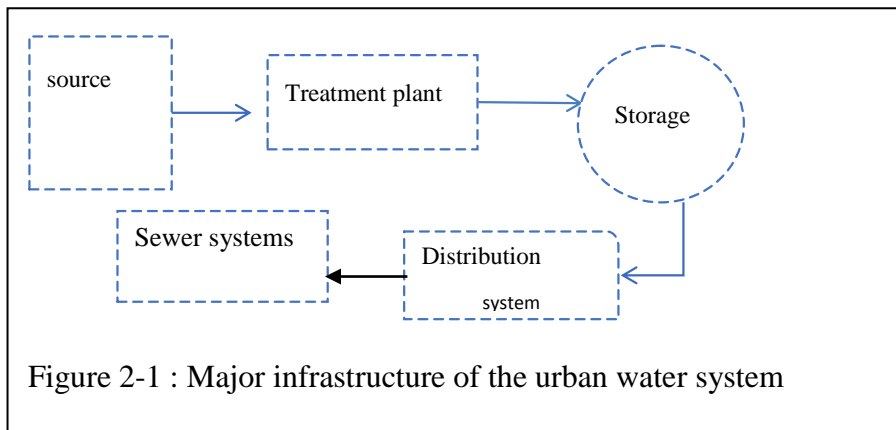 source
Treatment plant
Storage
Sewer systems
Distribution
system
Figure 2-1 : Major infrastructure of the urban water system